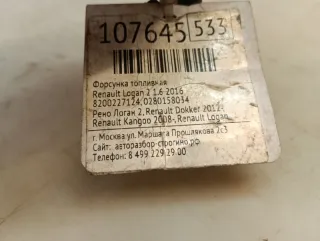 107645 533
Форсунка топливная
Renault Logan 2 1.6 2016
8200227124,0280158034
Рено Логан 2, Renault Dokker 2012-,
Renault Kangoo 2008-, Renault Logan
г. Москва ул. Маршала Прошлякова 2с3
Сайт: авторазбор-строгино.рф
Телефон: 8 499 229 29 00